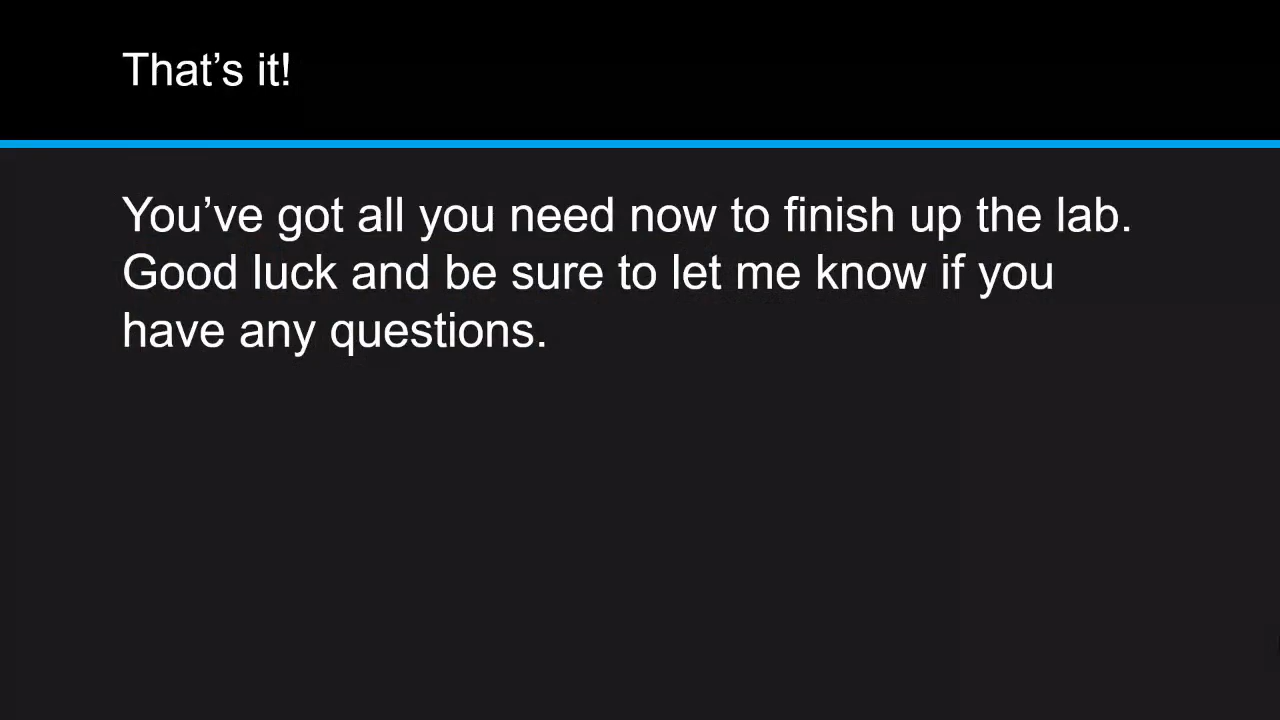 That’s it!
You’ve got all you need now to finish up the lab.
Good luck and be sure to let me know if you
have any questions.